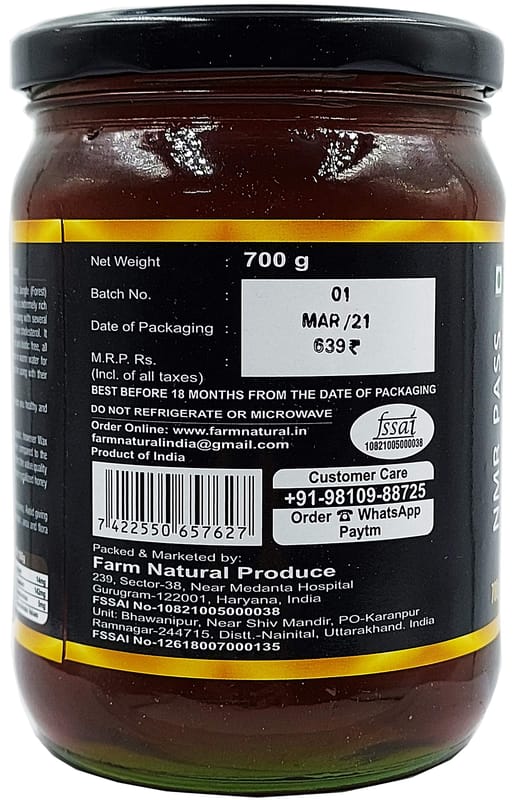 Net Weight : 700 g
Batch No. : 01
Date of Packaging : MAR/21
M.R.P. Rs. : 639₹
(Incl. of all taxes)
BEST BEFORE 18 MONTHS FROM THE DATE OF PACKAGING
DO NOT REFRIGERATE OR MICROWAVE
Order Online: www.farmnatural.in
farmnaturalindia@gmail.com
Product of India
fssai
10821005000038
7 422550 657627
Customer Care
+91-98109-88725
Order ☎ WhatsApp
Paytm
Packed & Marketed by:
Farm Natural Produce
239, Sector-38, Near Medanta Hospital
Gurugram-122001, Haryana, India
FSSAI No-10821005000038
Unit: Bhawanipur, Near Shiv Mandir, PO-Karanpur
Ramnagar-244715. Distt.-Nainital, Uttarakhand. India
FSSAI No-12618007000135
NMR PASS